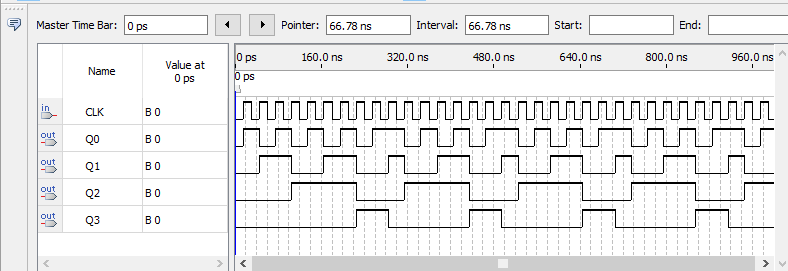 Master Time Bar: 0 ps Pointer: 66.78 ns Interval: 66.78 ns Start: End:
Name Value at 0 ps
0 ps 160.0 ns 320.0 ns 480.0 ns 640.0 ns 800.0 ns 960.0 ns
0 ps
in CLK B 0
out Q0 B 0
out Q1 B 0
out Q2 B 0
out Q3 B 0